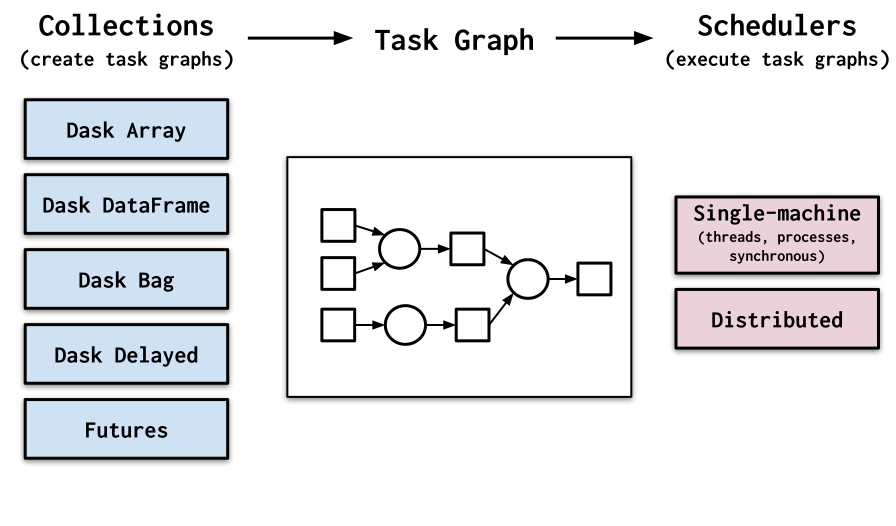 Collections
(create task graphs)
Task Graph
Schedulers
(execute task graphs)
Dask Array
Dask DataFrame
Dask Bag
Dask Delayed
Futures
Single-machine
(threads, processes,
synchronous)
Distributed